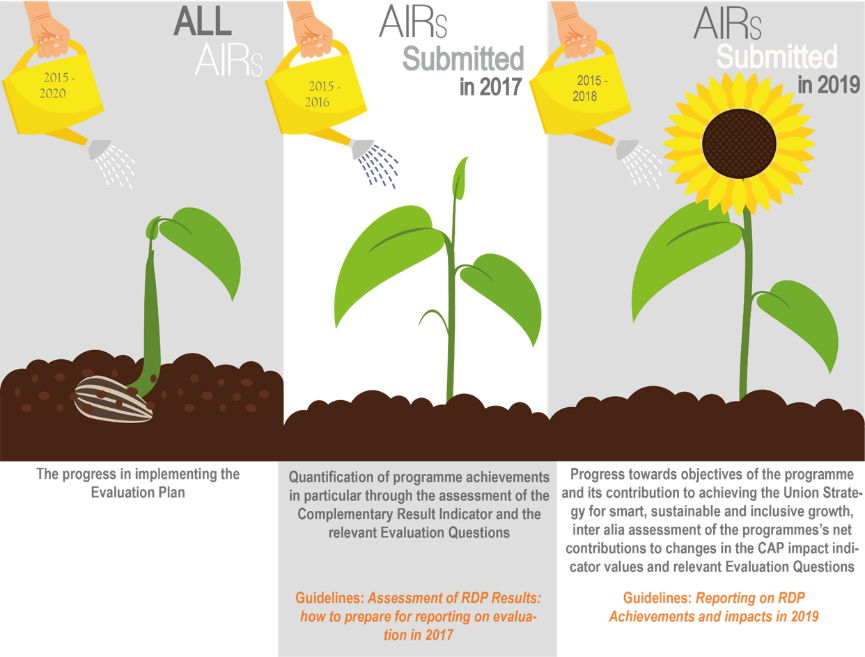 ALL
AIRs
2015 -
2020
The progress in implementing the
Evaluation Plan
AIRs
Submitted
in 2017
2015 -
2016
Quantification of programme achievements
in particular through the assessment of the
Complementary Result Indicator and the
relevant Evaluation Questions
Guidelines: Assessment of RDP Results:
how to prepare for reporting on evalua-
tion in 2017
AIRs
Submitted
in 2019
2015 -
2018
Progress towards objectives of the programme
and its contribution to achieving the Union Strate-
gy for smart, sustainable and inclusive growth,
inter alia assessment of the programmes's net
contributions to changes in the CAP impact indi-
cator values and relevant Evaluation Questions
Guidelines: Reporting on RDP
Achievements and impacts in 2019